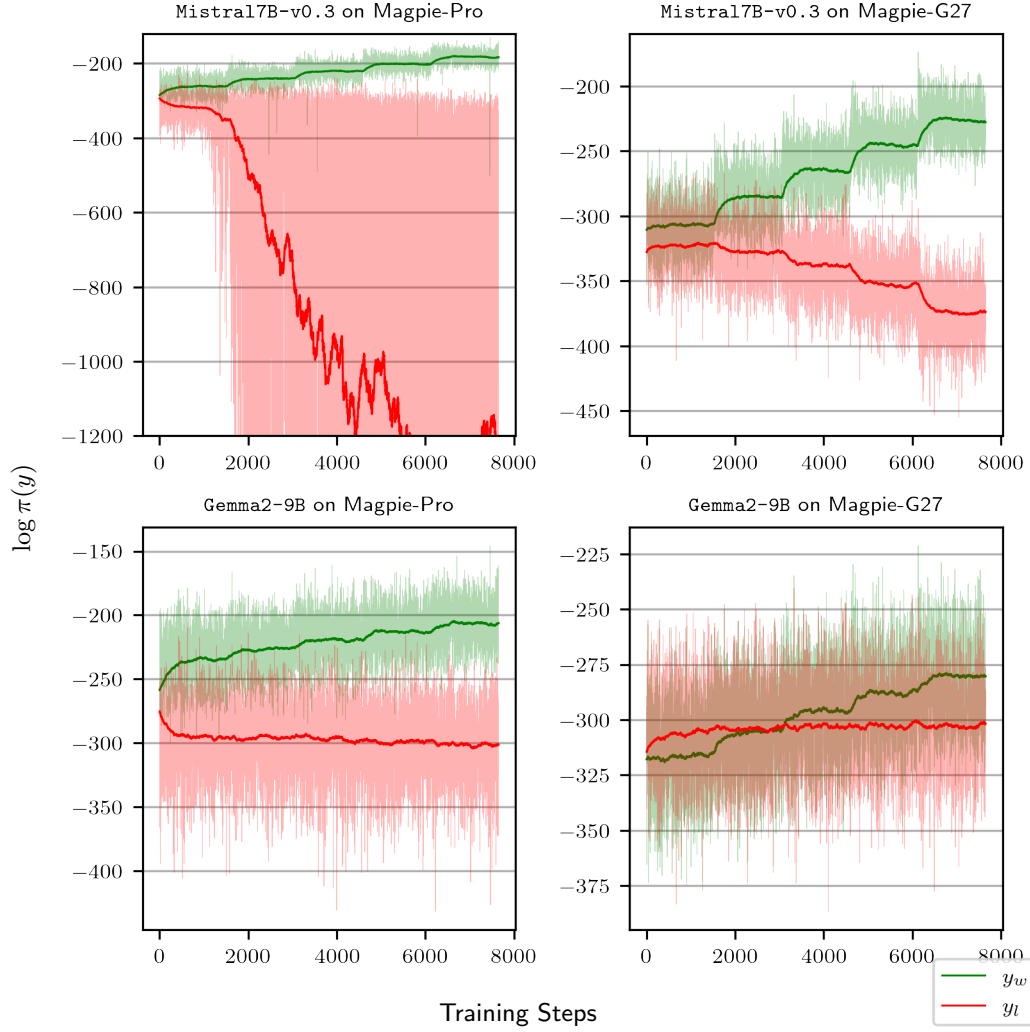 Mistral7B-v0.3 on Magpie-Pro
Mistral7B-v0.3 on Magpie-G27
−200
−400
−600
−800
−1000
−1200
0 2000 4000 6000 8000
−200
−250
−300
−350
−400
−450
0 2000 4000 6000 8000
log π(y)
Gemma2-9B on Magpie-Pro
Gemma2-9B on Magpie-G27
−150
−200
−250
−300
−350
−400
0 2000 4000 6000 8000
−225
−250
−275
−300
−325
−350
−375
0 2000 4000 6000 8000
y_w
y_l
Training Steps